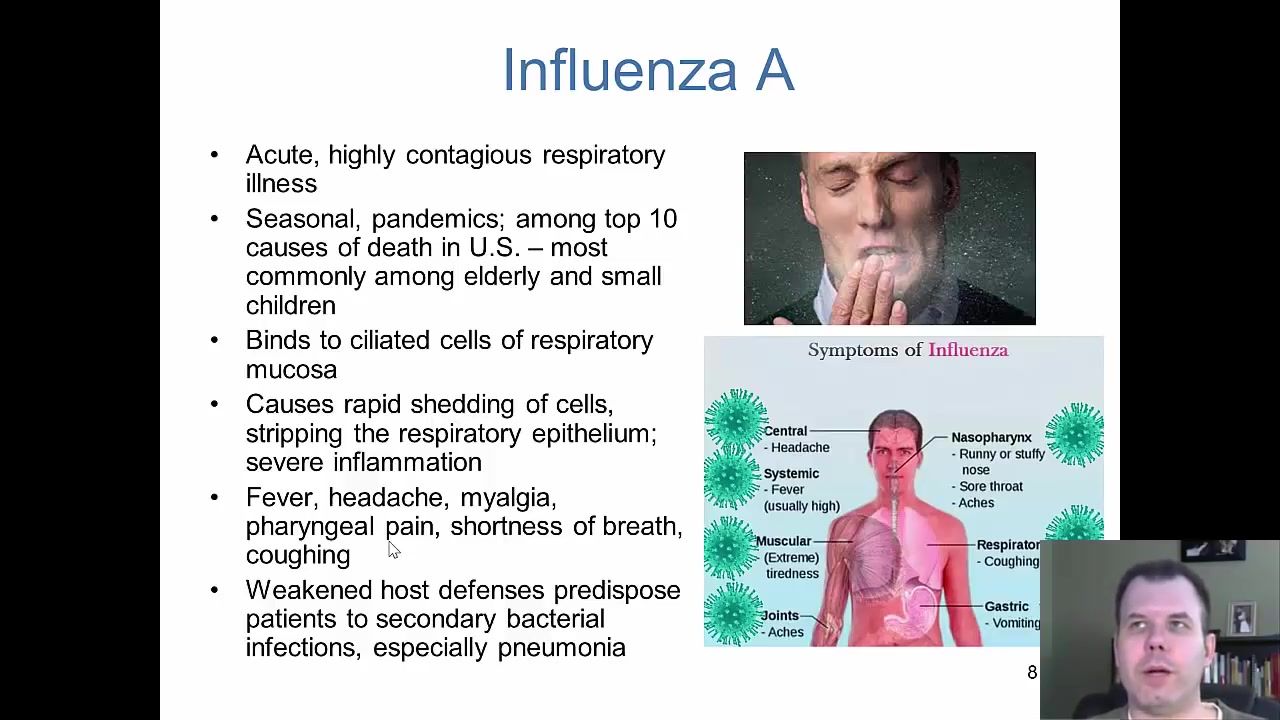 Influenza A
• Acute, highly contagious respiratory
illness
• Seasonal, pandemics; among top 10
causes of death in U.S. – most
commonly among elderly and small
children
• Binds to ciliated cells of respiratory
mucosa
• Causes rapid shedding of cells,
stripping the respiratory epithelium;
severe inflammation
• Fever, headache, myalgia,
pharyngeal pain, shortness of breath,
coughing
• Weakened host defenses predispose
patients to secondary bacterial
infections, especially pneumonia
Symptoms of Influenza
Central
- Headache
Systemic
- Fever
(usually high)
Muscular
(Extreme)
tiredness
Joints
- Aches
Nasopharynx
- Runny or stuffy
nose
- Sore throat
- Aches
Respirator
- Coughing
Gastric
- Vomiting
8